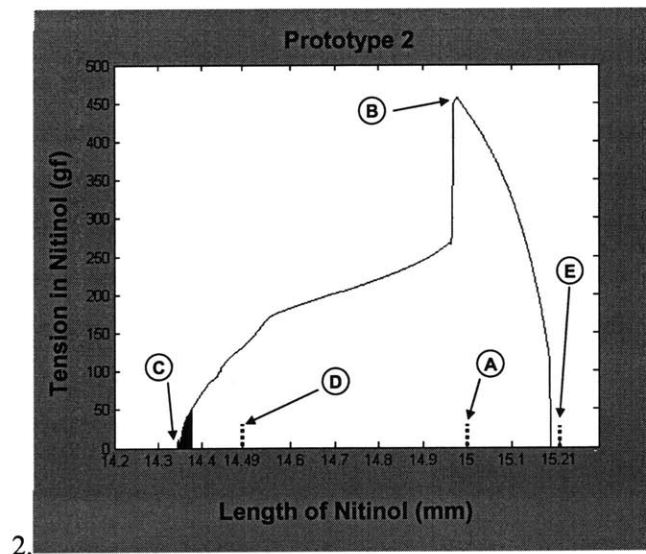 Prototype 2
Tension in Nitinol (gf)
500
450
400
350
300
250
200
150
100
50
0
B
C
D
A
E
14.2 14.3 14.4 14.49 14.6 14.7 14.8 14.9 15 15.1 15.21
Length of Nitinol (mm)
2.